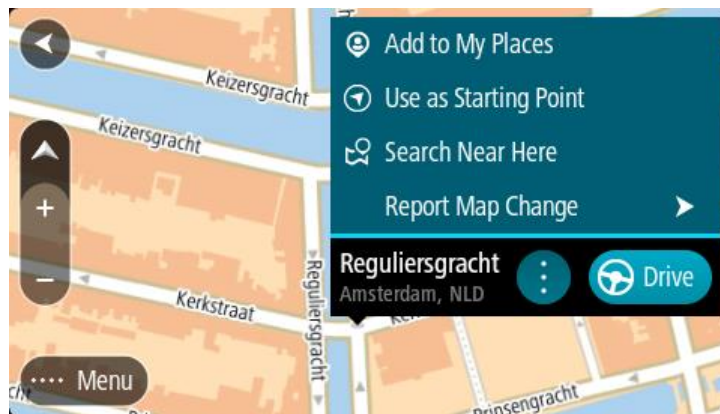 Add to My Places
Use as Starting Point
Search Near Here
Report Map Change
Reguliersgracht
Amsterdam, NLD
Drive
Keizersgracht
Keizersgracht
Reguliersgracht
Kerkstraat
Prinsengracht
+
-
Menu